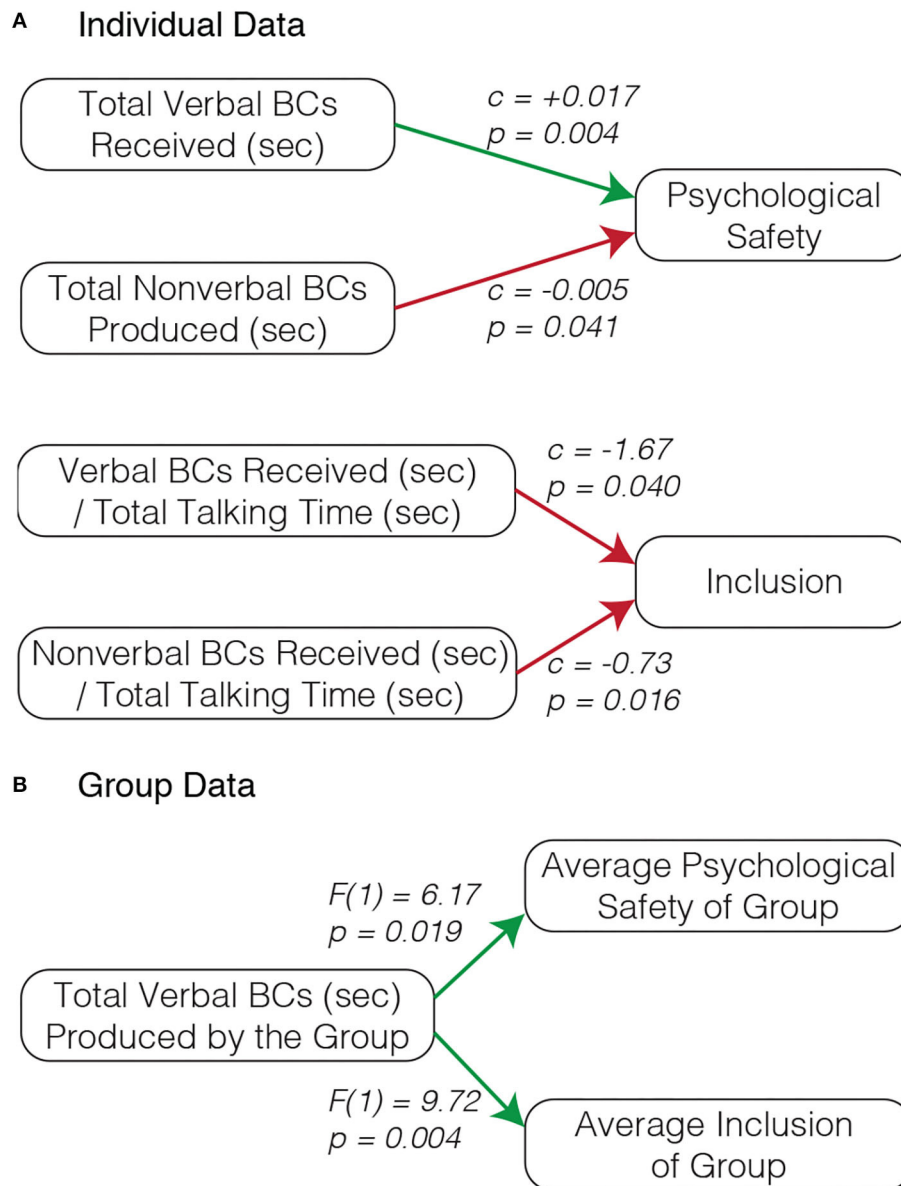 A Individual Data
Total Verbal BCs
Received (sec)
c = +0.017
p = 0.004
Psychological
Safety
Total Nonverbal BCs
Produced (sec)
c = -0.005
p = 0.041
Verbal BCs Received (sec)
/ Total Talking Time (sec)
c = -1.67
p = 0.040
Inclusion
Nonverbal BCs Received (sec)
/ Total Talking Time (sec)
c = -0.73
p = 0.016
B Group Data
Average Psychological
Safety of Group
F(1) = 6.17
p = 0.019
Total Verbal BCs (sec)
Produced by the Group
F(1) = 9.72
p = 0.004
Average Inclusion
of Group